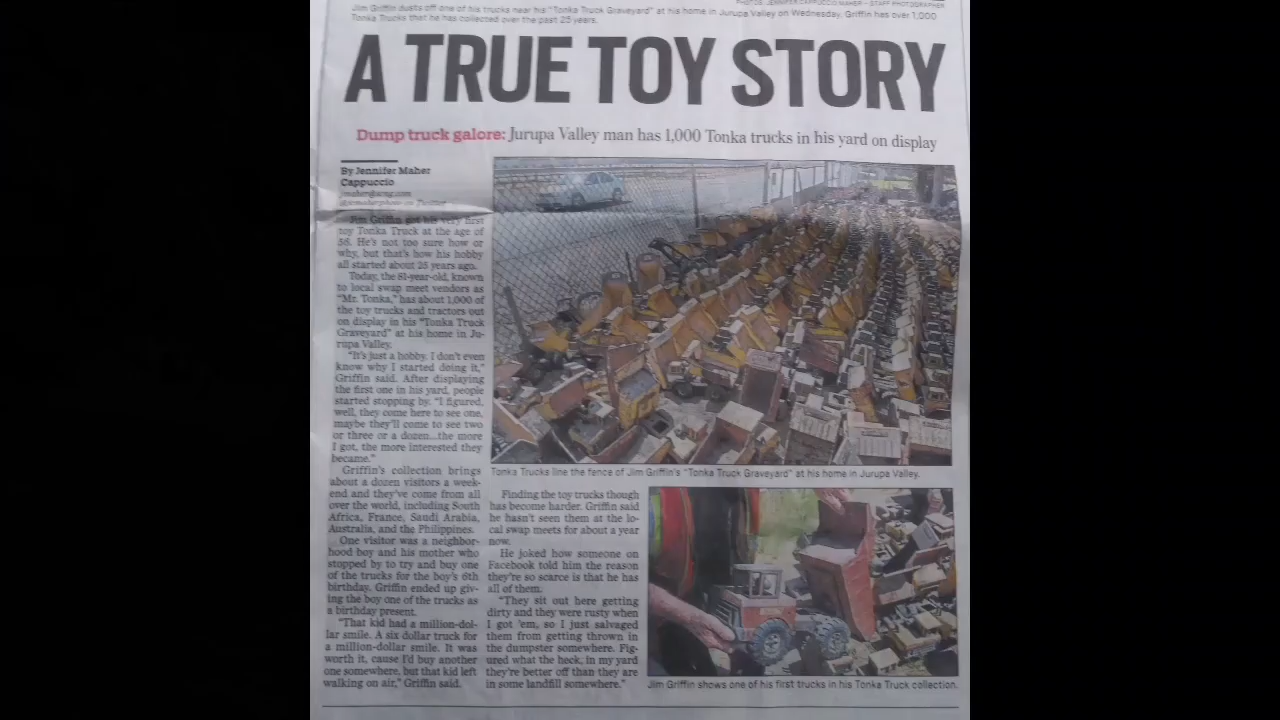 PHOTOS: JENNIFER CAPPUCCIO MAHER – STAFF PHOTOGRAPHER
Jim Griffin dusts off one of his trucks near his "Tonka Truck Graveyard" at his home in Jurupa Valley on Wednesday. Griffin has over 1,000
Tonka Trucks that he has collected over the past 25 years.
A TRUE TOY STORY
Dump truck galore: Jurupa Valley man has 1,000 Tonka trucks in his yard on display
By Jennifer Maher
Cappuccio
jmaher@scng.com
on Twitter
Jim Griffin got his very first
toy Tonka Truck at the age of
56. He's not too sure how or
why, but that's how his hobby
all started about 25 years ago.
Today, the 81-year-old, known
to local swap meet vendors as
"Mr. Tonka," has about 1,000 of
the toy trucks and tractors out
on display in his "Tonka Truck
Graveyard" at his home in Ju-
rupa Valley.
"It's just a hobby. I don't even
know why I started doing it,"
Griffin said. After displaying
the first one in his yard, people
started stopping by. "I figured,
well, they come here to see one,
maybe they'll come to see two
or three or a dozen...the more
I got, the more interested they
became."
Griffin's collection brings
about a dozen visitors a week-
end and they've come from all
over the world, including South
Africa, France, Saudi Arabia,
Australia, and the Philippines.
One visitor was a neighbor-
hood boy and his mother who
stopped by to try and buy one
of the trucks for the boy's 6th
birthday. Griffin ended up giv-
ing the boy one of the trucks as
a birthday present.
"That kid had a million-dol-
lar smile. A six dollar truck for
a million-dollar smile. It was
worth it, cause I'd buy another
one somewhere, but that kid left
walking on air," Griffin said.
Tonka Trucks line the fence of Jim Griffin's "Tonka Truck Graveyard" at his home in Jurupa Valley.
Finding the toy trucks though
has become harder. Griffin said
he hasn't seen them at the lo-
cal swap meets for about a year
now.
He joked how someone on
Facebook told him the reason
they're so scarce is that he has
all of them.
"They sit out here getting
dirty and they were rusty when
I got 'em, so I just salvaged
them from getting thrown in
the dumpster somewhere. Fig-
ured what the heck, in my yard
they're better off than they are
in some landfill somewhere."
Jim Griffin shows one of his first trucks in his Tonka Truck collection.